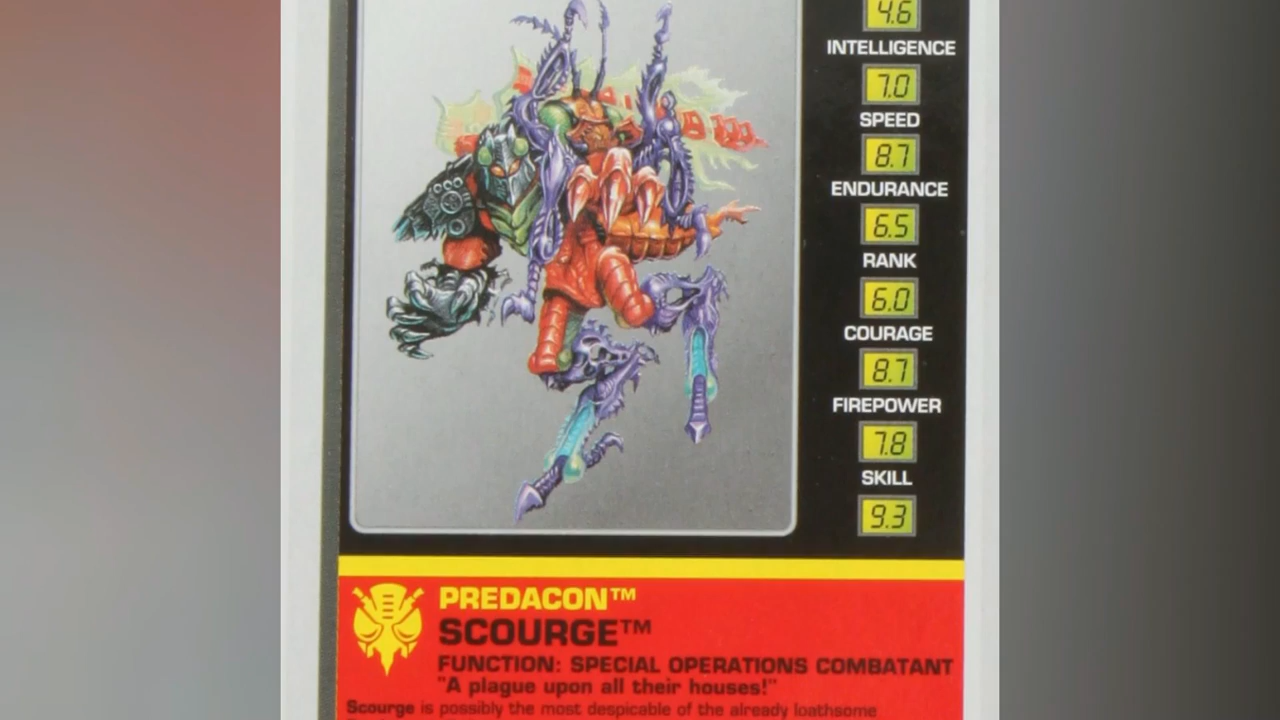 4.6
INTELLIGENCE
7.0
SPEED
8.7
ENDURANCE
6.5
RANK
6.0
COURAGE
8.7
FIREPOWER
7.8
SKILL
9.3
PREDACON™
SCOURGE™
FUNCTION: SPECIAL OPERATIONS COMBATANT
"A plague upon all their houses!"
Scourge is possibly the most despicable of the already loathsome